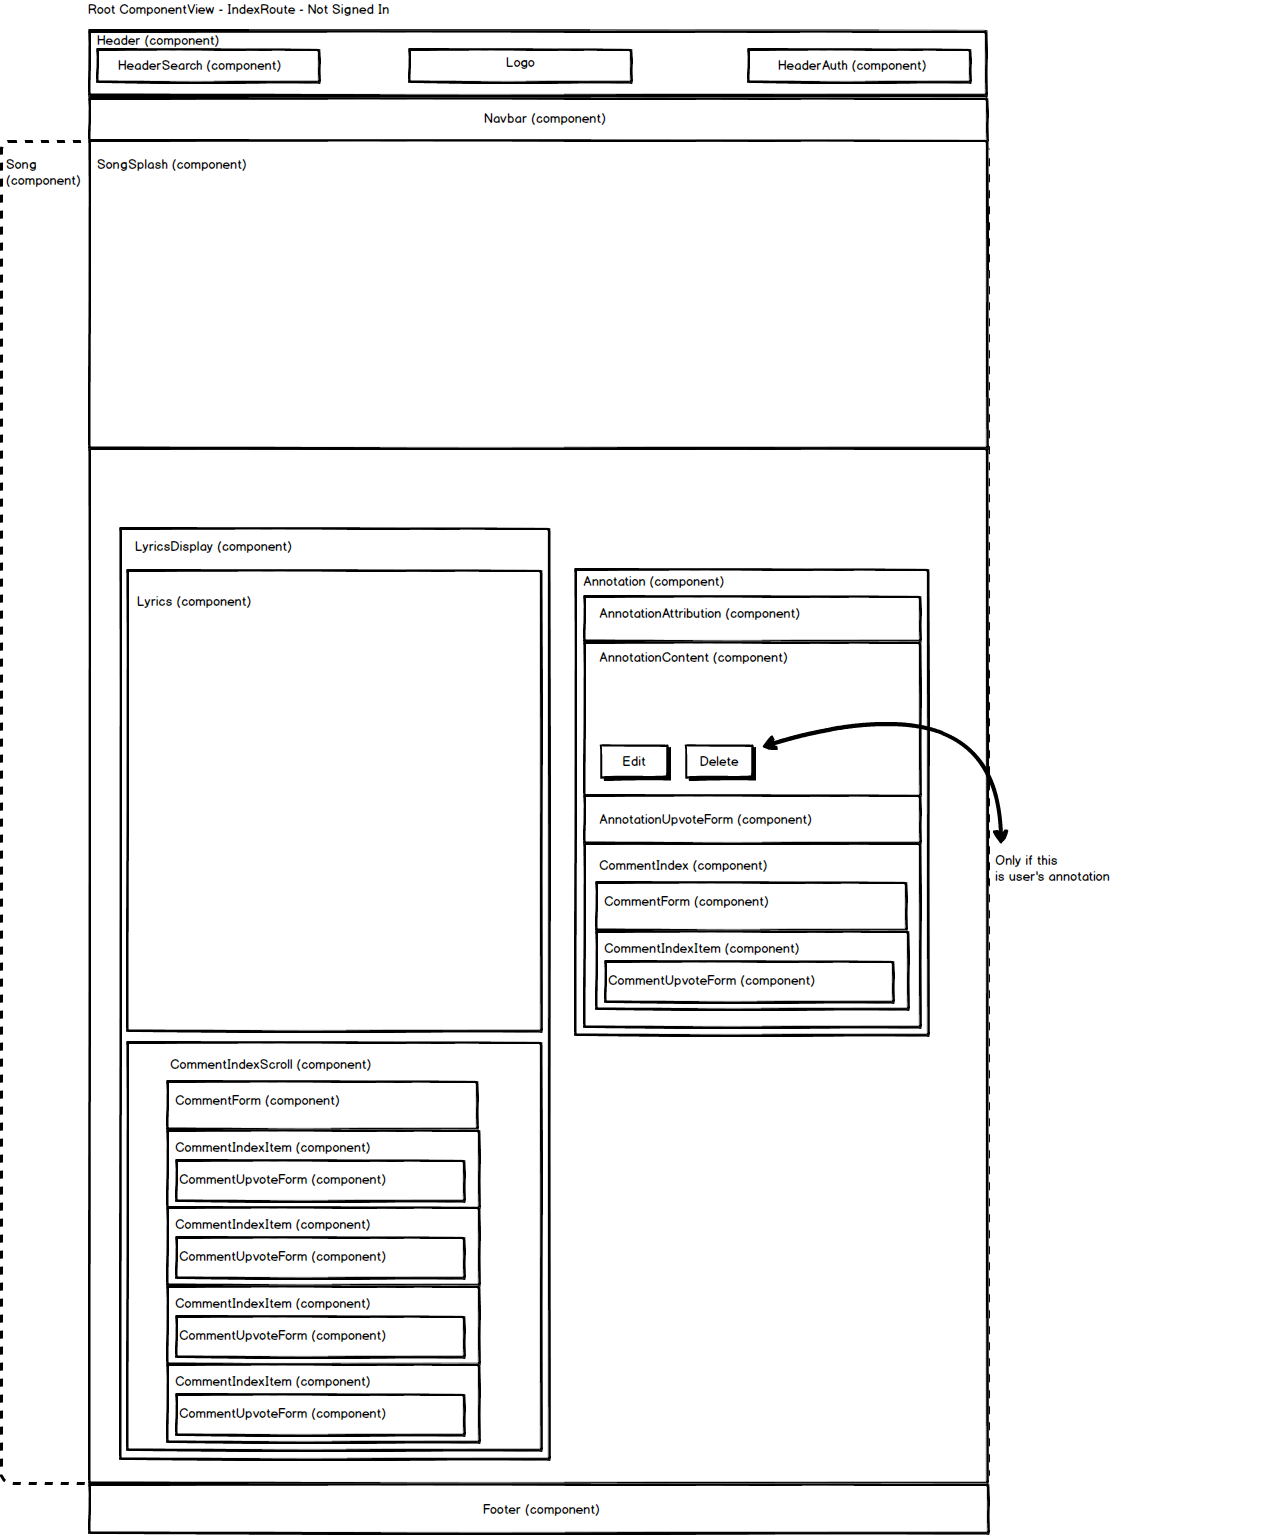 Root ComponentView - IndexRoute - Not Signed In
Header (component)
HeaderSearch (component)
Logo
HeaderAuth (component)
Navbar (component)
Song
(component)
SongSplash (component)
LyricsDisplay (component)
Lyrics (component)
Annotation (component)
AnnotationAttribution (component)
AnnotationContent (component)
Edit
Delete
AnnotationUpvoteForm (component)
Only if this
is user's annotation
CommentIndex (component)
CommentForm (component)
CommentIndexItem (component)
CommentUpvoteForm (component)
CommentIndexScroll (component)
CommentForm (component)
CommentIndexItem (component)
CommentUpvoteForm (component)
CommentIndexItem (component)
CommentUpvoteForm (component)
CommentIndexItem (component)
CommentUpvoteForm (component)
CommentIndexItem (component)
CommentUpvoteForm (component)
Footer (component)